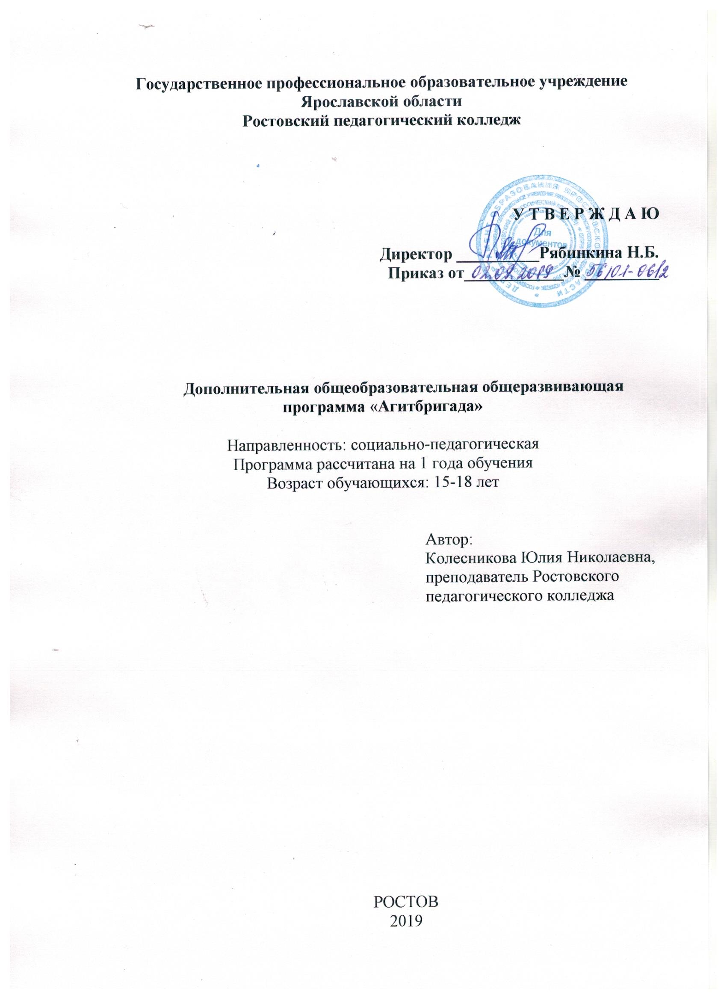 Государственное профессиональное образовательное учреждение
Ярославской области
Ростовский педагогический колледж
У Т В Е Р Ж Д А Ю
Для
документов
Директор __________Рябинкина Н.Б.
Приказ от 02.09.2019 № 56/01-06/2
Дополнительная общеобразовательная общеразвивающая
программа «Агитбригада»
Направленность: социально-педагогическая
Программа рассчитана на 1 года обучения
Возраст обучающихся: 15-18 лет
Автор:
Колесникова Юлия Николаевна,
преподаватель Ростовского
педагогического колледжа
РОСТОВ
2019